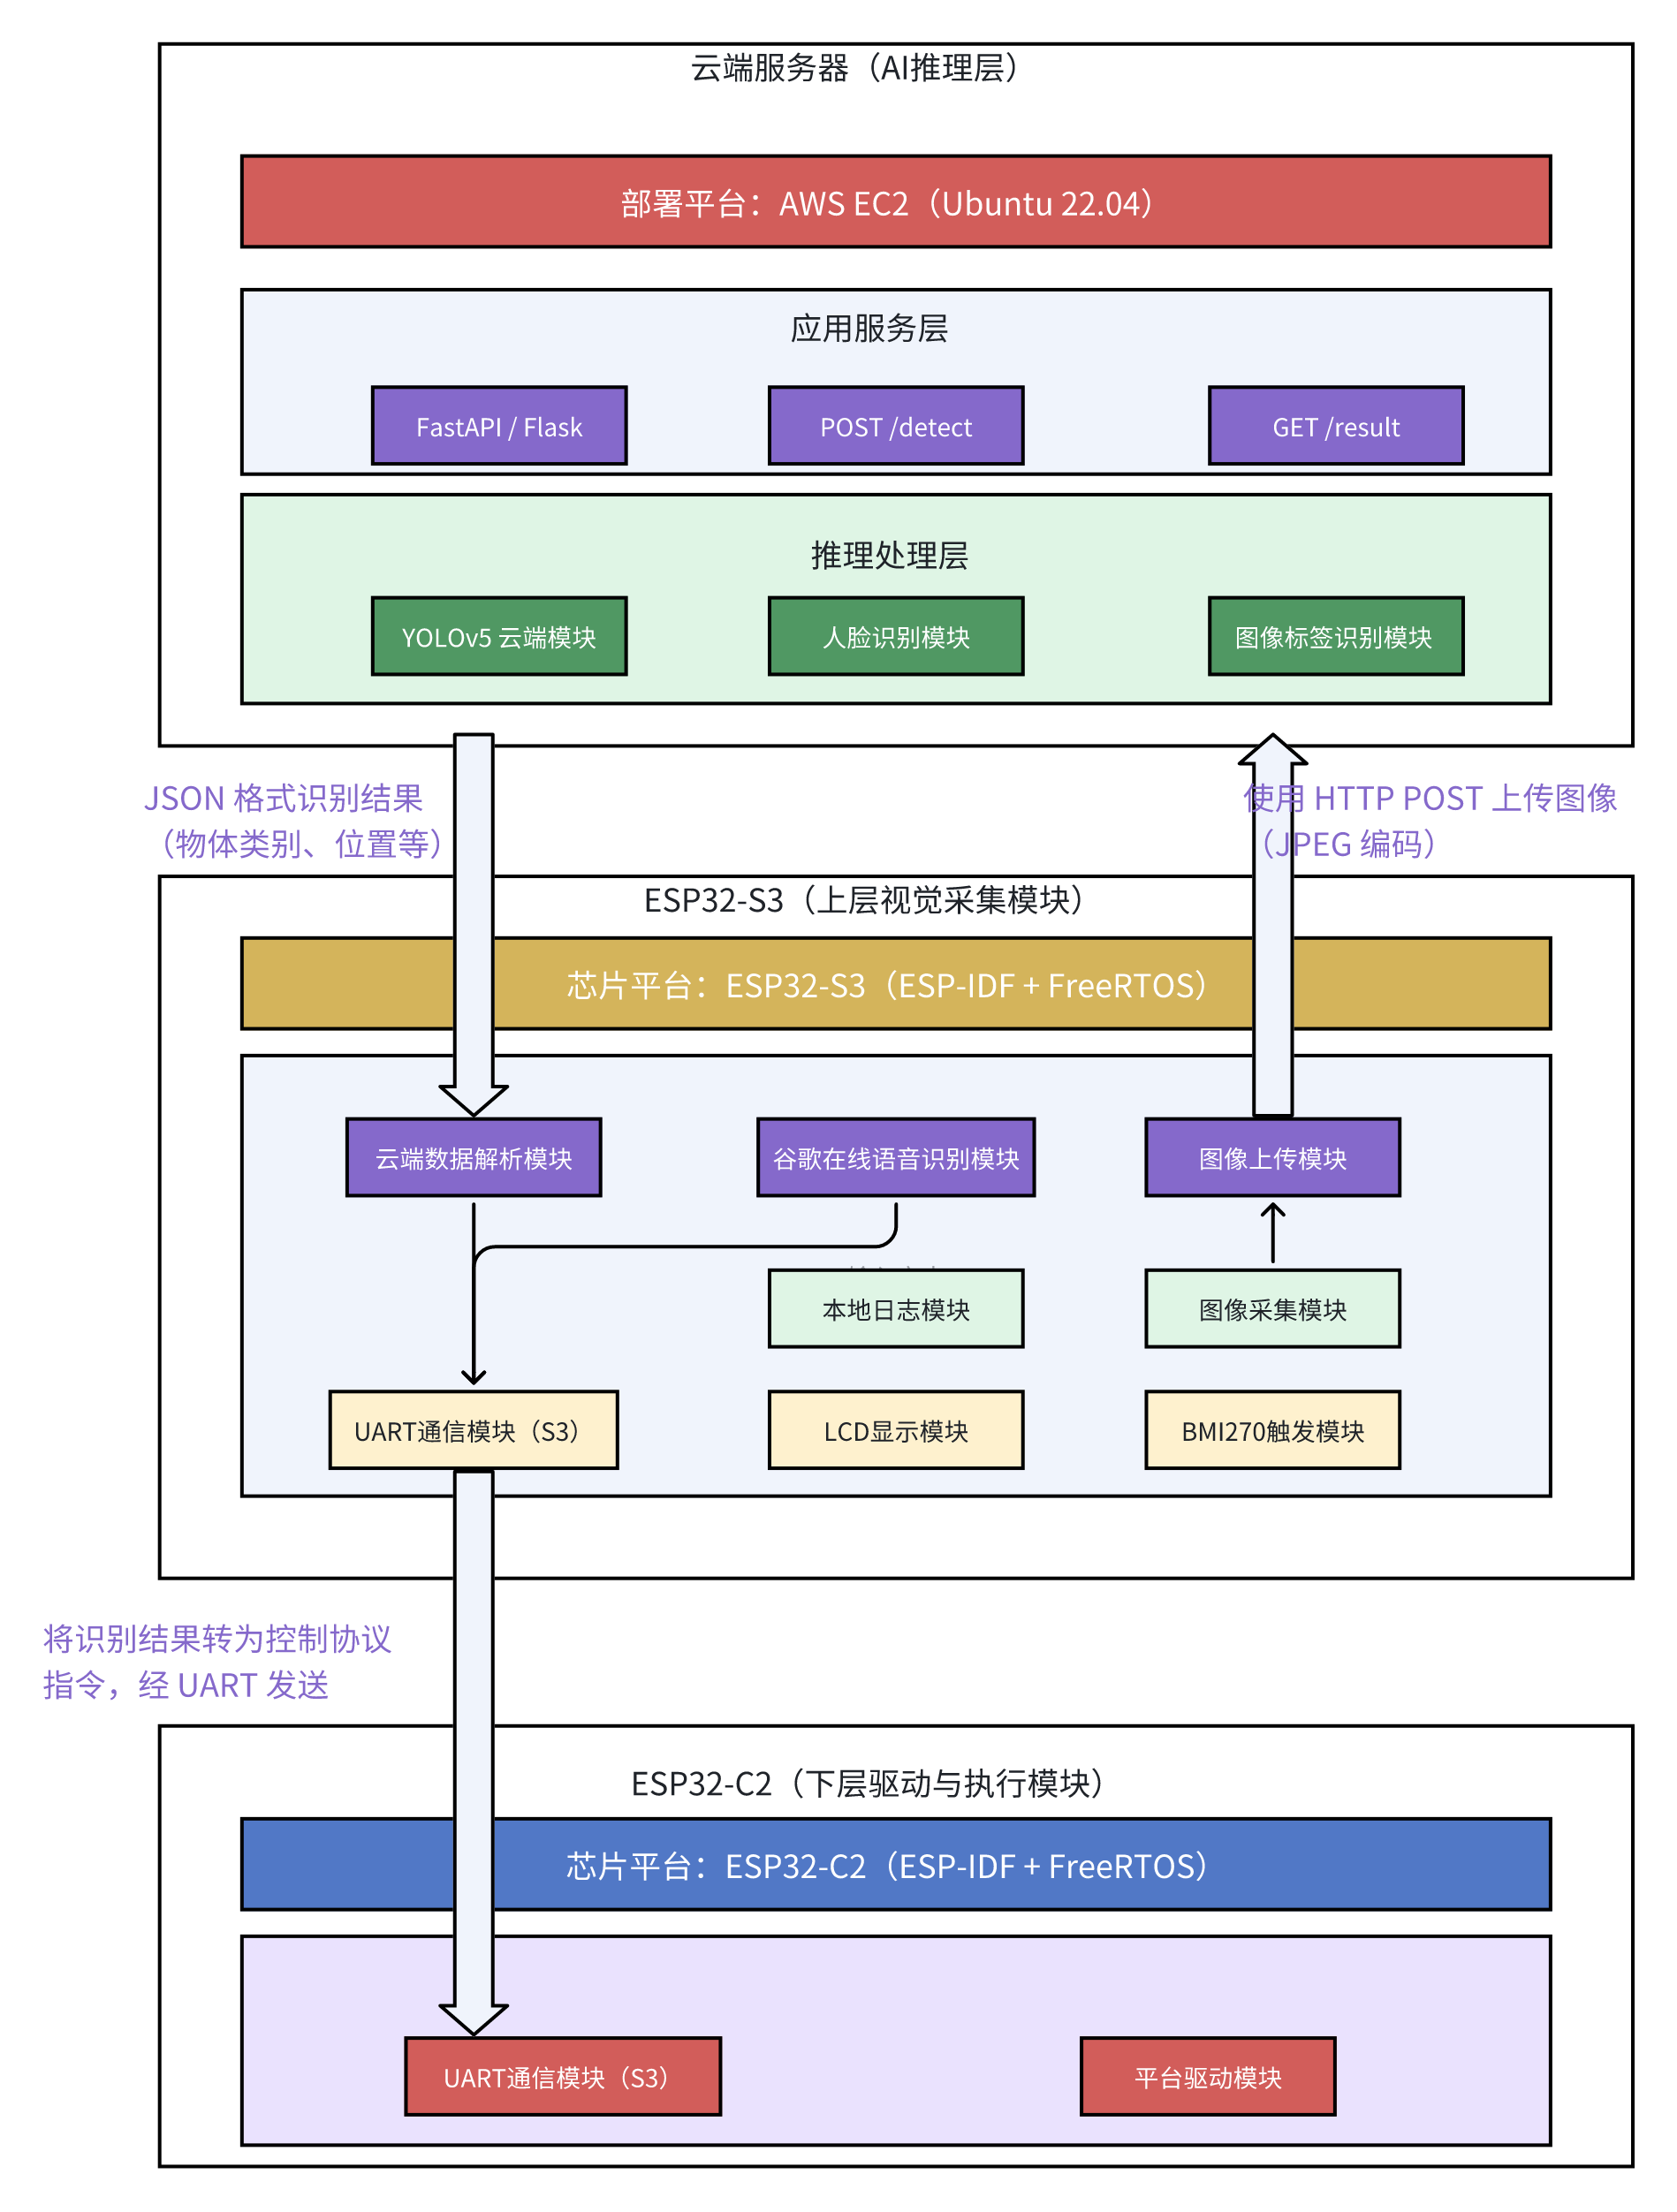 云端服务器（AI推理层）
部署平台：AWS EC2（Ubuntu 22.04）
应用服务层
FastAPI / Flask
POST /detect
GET /result
推理处理层
YOLOv5 云端模块
人脸识别模块
图像标签识别模块
JSON 格式识别结果
（物体类别、位置等）
使用 HTTP POST 上传图像
（JPEG 编码）
ESP32-S3（上层视觉采集模块）
芯片平台：ESP32-S3（ESP-IDF + FreeRTOS）
云端数据解析模块
谷歌在线语音识别模块
图像上传模块
本地日志模块
图像采集模块
UART通信模块（S3）
LCD显示模块
BMI270触发模块
将识别结果转为控制协议
指令，经 UART 发送
ESP32-C2（下层驱动与执行模块）
芯片平台：ESP32-C2（ESP-IDF + FreeRTOS）
UART通信模块（S3）
平台驱动模块